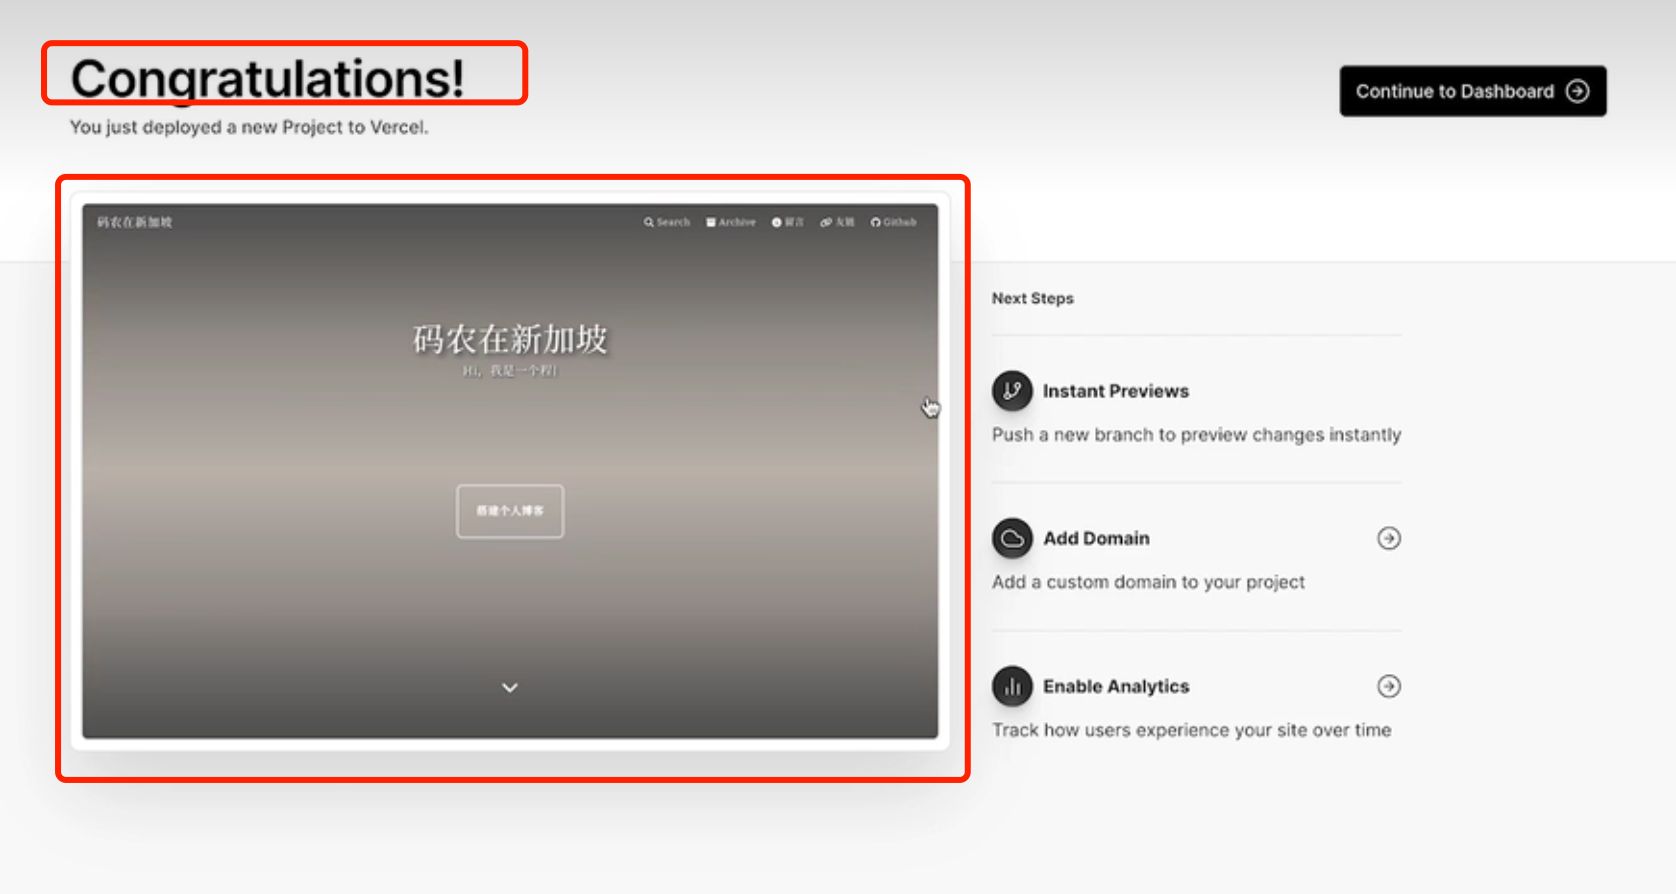 Congratulations!
You just deployed a new Project to Vercel.
Continue to Dashboard
码农在新加坡
Search Archive 留言 友链 Github
码农在新加坡
Hi，我是一个程|
搭建个人博客
Next Steps
Instant Previews
Push a new branch to preview changes instantly
Add Domain
Add a custom domain to your project
Enable Analytics
Track how users experience your site over time